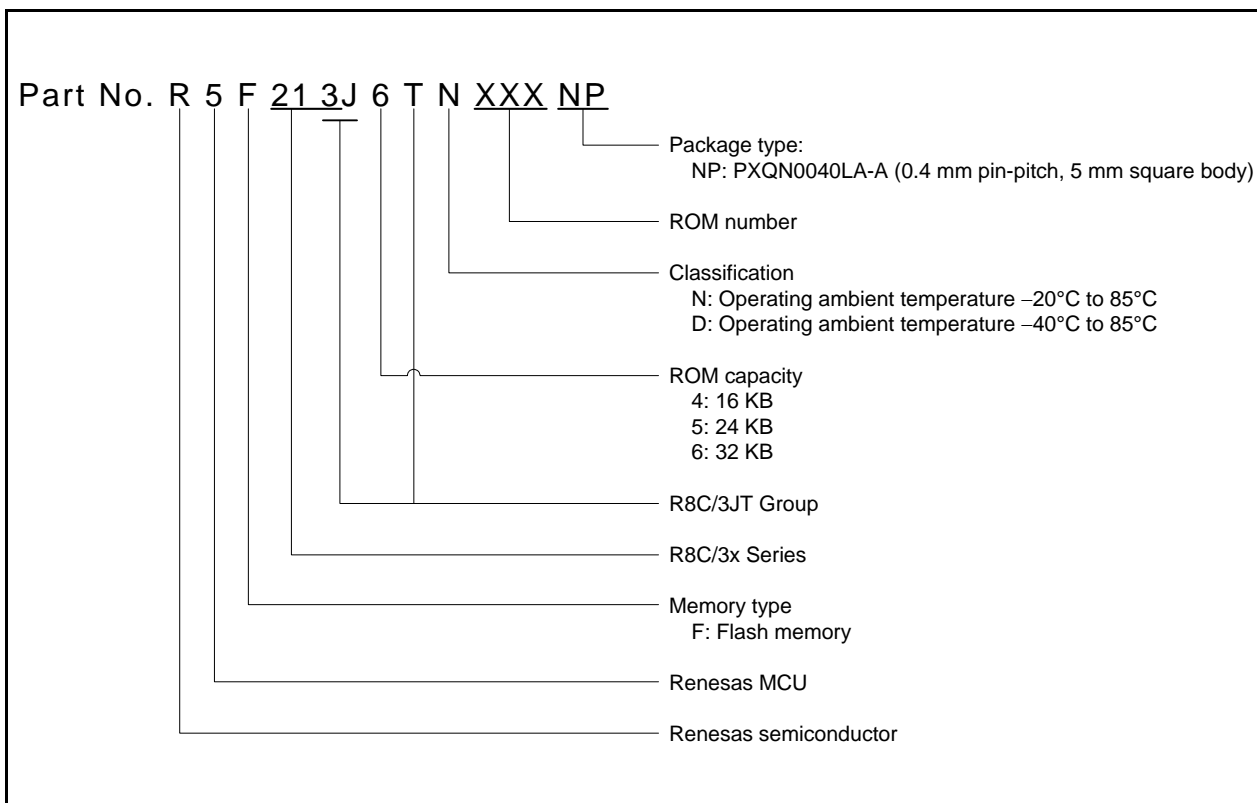 Part No. R 5 F 21 3J 6 T N XXX NP
Package type:
NP: PXQN0040LA-A (0.4 mm pin-pitch, 5 mm square body)
ROM number
Classification
N: Operating ambient temperature −20°C to 85°C
D: Operating ambient temperature −40°C to 85°C
ROM capacity
4: 16 KB
5: 24 KB
6: 32 KB
R8C/3JT Group
R8C/3x Series
Memory type
F: Flash memory
Renesas MCU
Renesas semiconductor